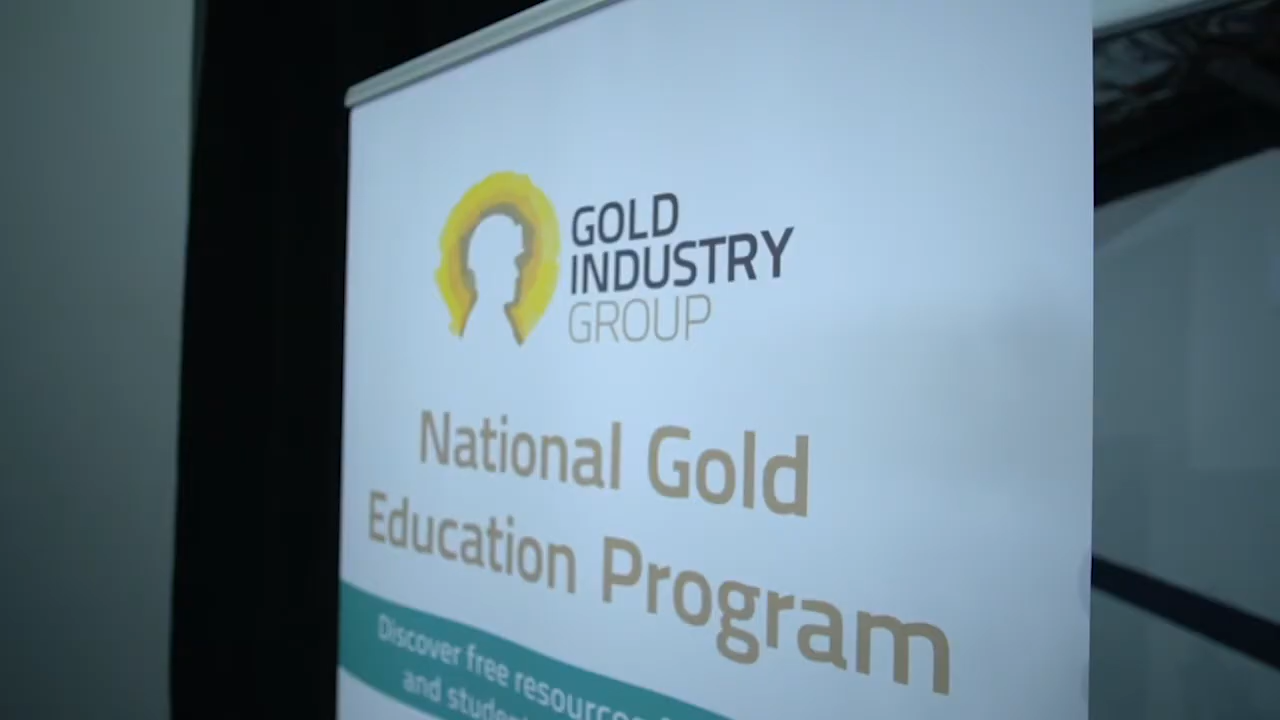 GOLD
INDUSTRY
GROUP
National Gold
Education Program
Discover free resources
and